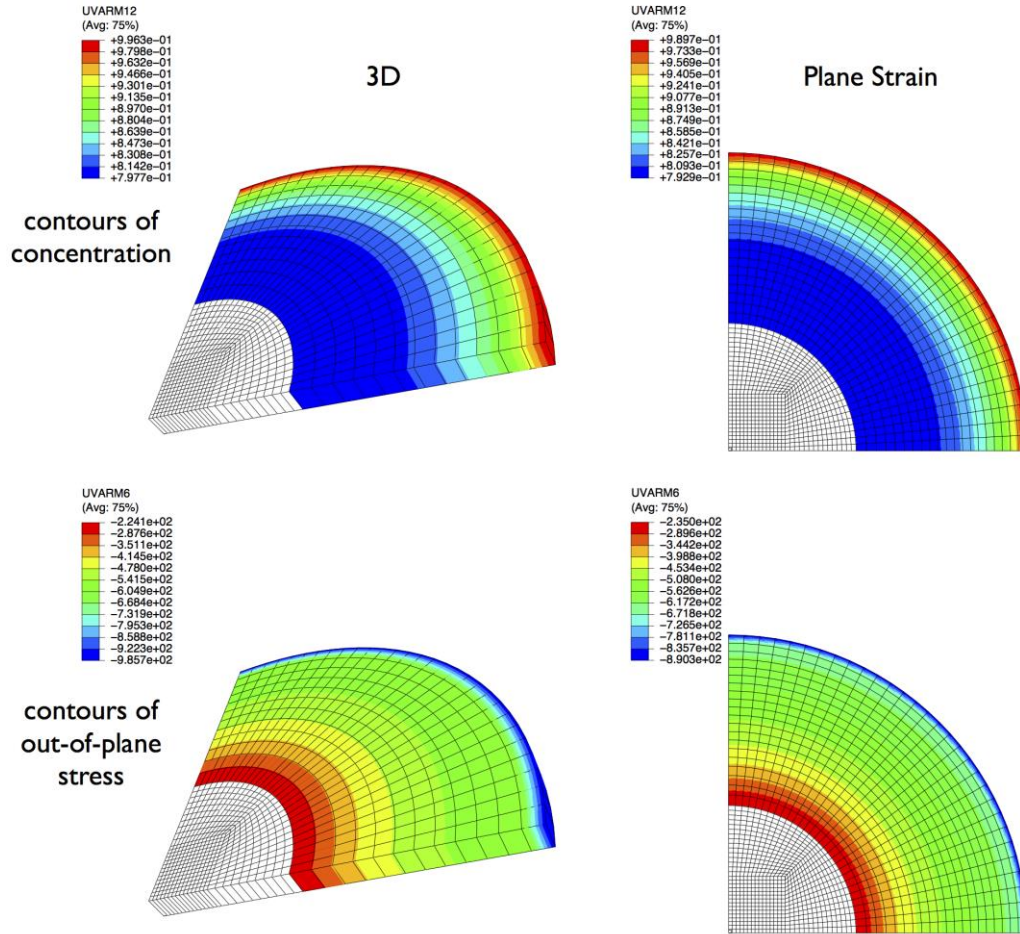 UVARM12
(Avg: 75%)
+9.963e-01
+9.798e-01
+9.632e-01
+9.466e-01
+9.301e-01
+9.135e-01
+8.970e-01
+8.804e-01
+8.639e-01
+8.473e-01
+8.308e-01
+8.142e-01
+7.977e-01
3D
UVARM12
(Avg: 75%)
+9.897e-01
+9.733e-01
+9.569e-01
+9.405e-01
+9.241e-01
+9.077e-01
+8.913e-01
+8.749e-01
+8.585e-01
+8.421e-01
+8.257e-01
+8.093e-01
+7.929e-01
Plane Strain
contours of
concentration
UVARM6
(Avg: 75%)
-2.241e+02
-2.876e+02
-3.511e+02
-4.145e+02
-4.780e+02
-5.415e+02
-6.049e+02
-6.684e+02
-7.319e+02
-7.953e+02
-8.588e+02
-9.223e+02
-9.857e+02
UVARM6
(Avg: 75%)
-2.350e+02
-2.896e+02
-3.442e+02
-3.988e+02
-4.534e+02
-5.080e+02
-5.626e+02
-6.172e+02
-6.718e+02
-7.265e+02
-7.811e+02
-8.357e+02
-8.903e+02
contours of
out-of-plane
stress